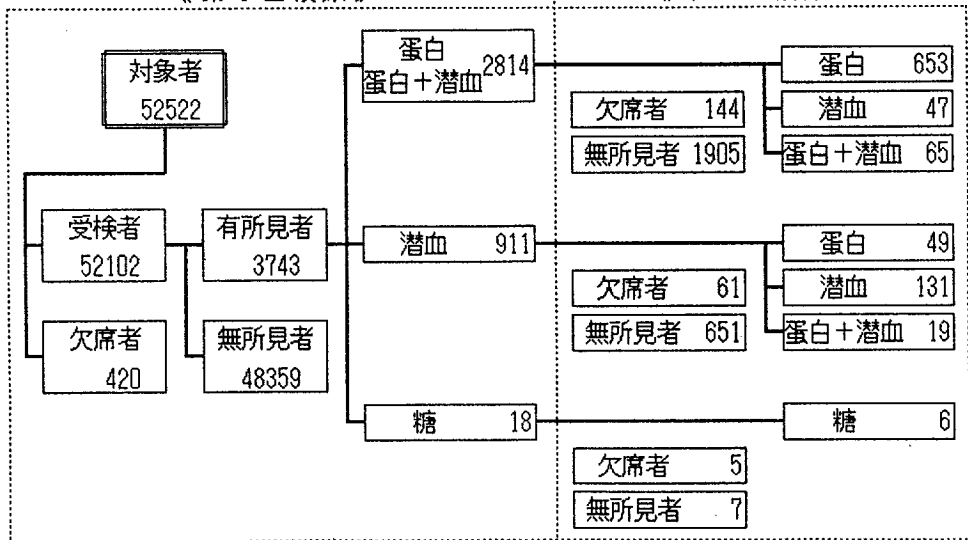 対象者
52522
受検者
52102
欠席者
420
有所見者
3743
無所見者
48359
蛋白
蛋白+潜血 2814
欠席者 144
無所見者 1905
蛋白 653
潜血 47
蛋白+潜血 65
潜血 911
欠席者 61
無所見者 651
蛋白 49
潜血 131
蛋白+潜血 19
糖 18
欠席者 5
無所見者 7
糖 6